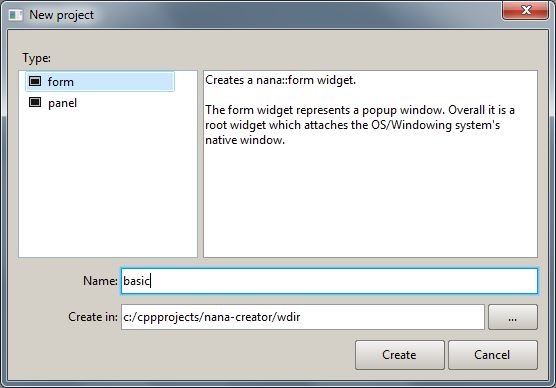 New project
Type:
form
panel
Creates a nana::form widget.
The form widget represents a popup window. Overall it is a
root widget which attaches the OS/Windowing system's
native window.
Name: basic
Create in: c:/cppprojects/nana-creator/wdir ...
Create Cancel